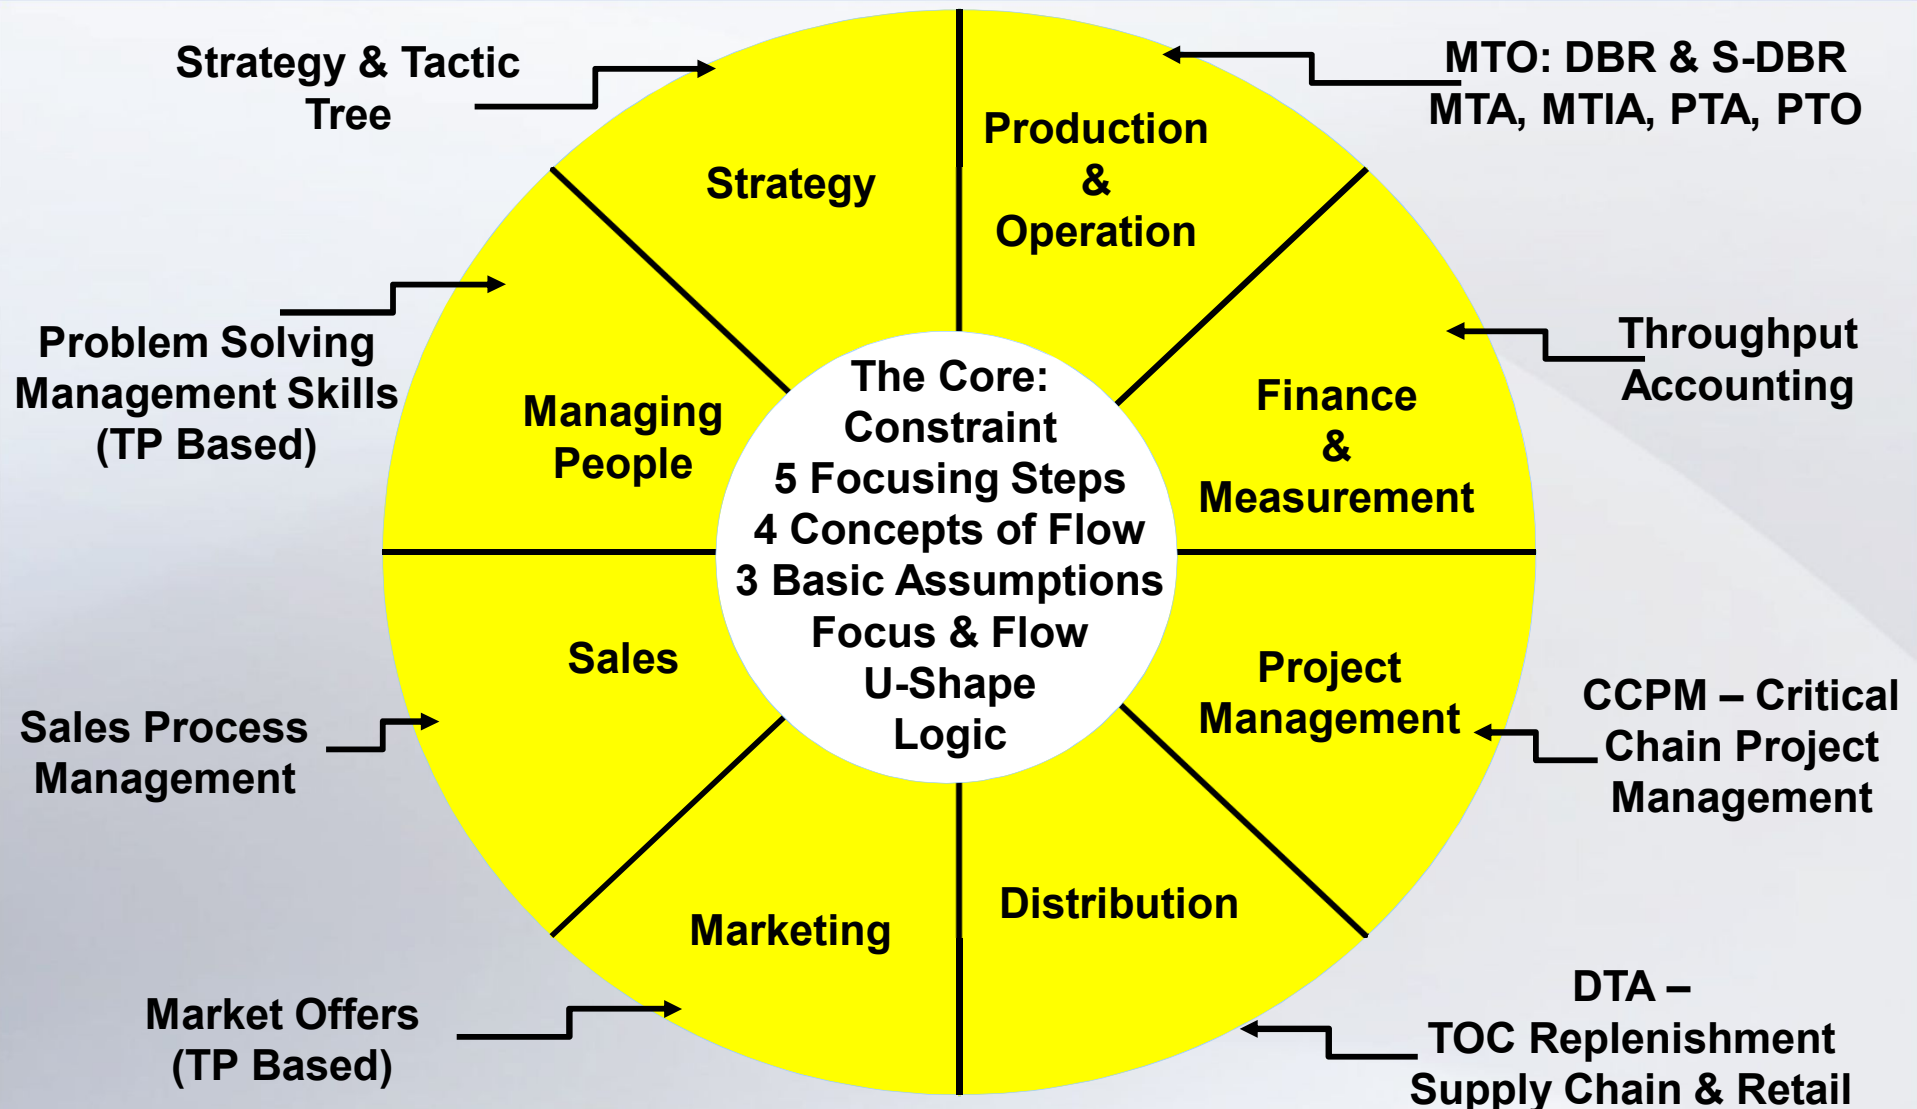 Strategy & Tactic
Tree
MTO: DBR & S-DBR
MTA, MTIA, PTA, PTO
Strategy
Production
&
Operation
Problem Solving
Management Skills
(TP Based)
Managing
People
Finance
&
Measurement
Throughput
Accounting
The Core:
Constraint
5 Focusing Steps
4 Concepts of Flow
3 Basic Assumptions
Focus & Flow
U-Shape
Logic
Sales
Project
Management
Sales Process
Management
CCPM – Critical
Chain Project
Management
Marketing
Distribution
Market Offers
(TP Based)
DTA –
TOC Replenishment
Supply Chain & Retail